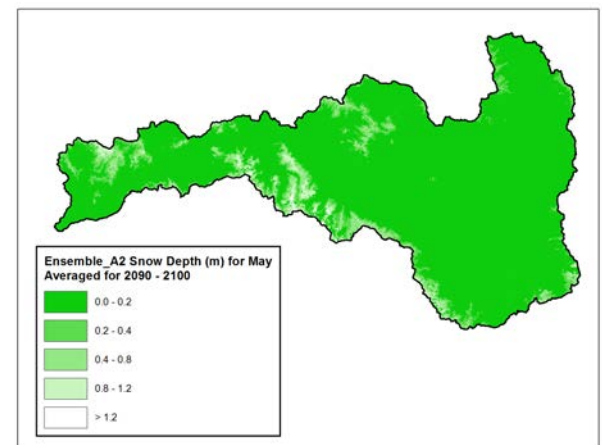 Ensemble_A2 Snow Depth (m) for May
Averaged for 2090 - 2100
0.0 - 0.2
0.2 - 0.4
0.4 - 0.8
0.8 - 1.2
> 1.2